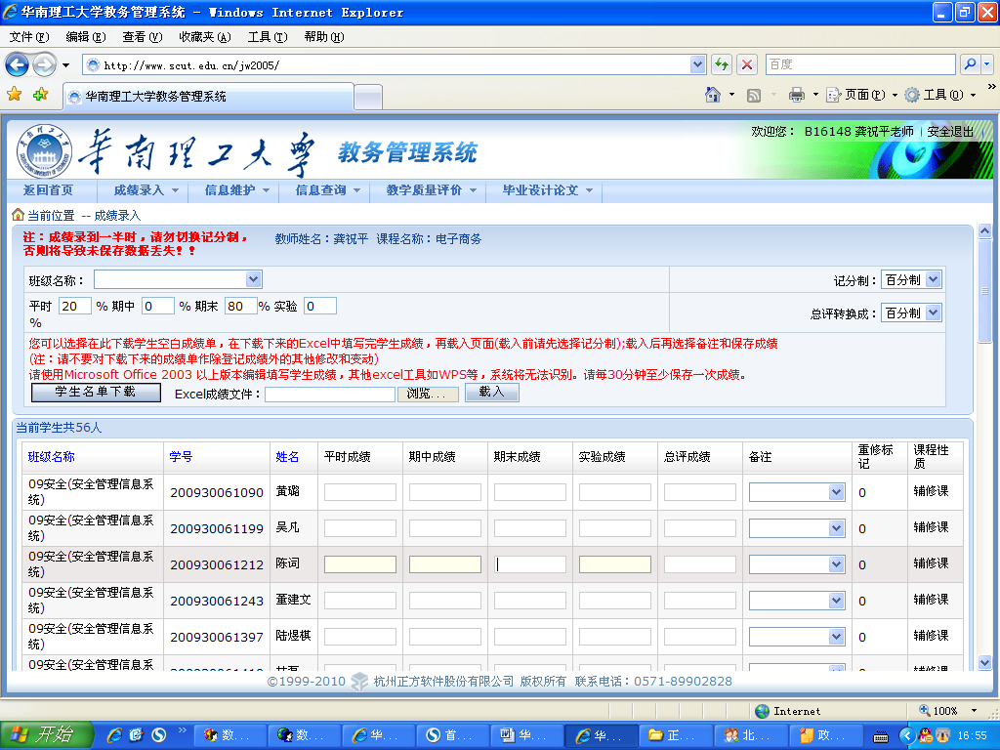 华南理工大学教务管理系统 - Windows Internet Explorer
文件(F) 编辑(E) 查看(V) 收藏夹(A) 工具(T) 帮助(H)
http://www.scut.edu.cn/jw2005/
百度
华南理工大学教务管理系统
页面(P) 工具(O)
华南理工大学 教务管理系统
欢迎您: B16148 龚祝平老师 | 安全退出
返回首页 成绩录入 信息维护 信息查询 教学质量评价 毕业设计论文
当前位置 -- 成绩录入
注:成绩录到一半时,请勿切换记分制,
否则将导致未保存数据丢失!!
教师姓名:龚祝平 课程名称:电子商务
班级名称: 记分制: 百分制
平时 20 % 期中 0 % 期末 80 % 实验 0
%
总评转换成: 百分制
您可以选择在此下载学生空白成绩单,在下载下来的Excel中填写完学生成绩,再载入页面(载入前请先选择记分制);载入后再选择备注和保存成绩
(注:请不要对下载下来的成绩单作除登记成绩外的其他修改和变动)
请使用Microsoft Office 2003 以上版本编辑填写学生成绩,其他excel工具如WPS等,系统将无法识别。请每30分钟至少保存一次成绩。
学生名单下载 Excel成绩文件: 浏览... 载入
当前学生共56人
班级名称 学号 姓名 平时成绩 期中成绩 期末成绩 实验成绩 总评成绩 备注 重修标记 课程性质
09安全(安全管理信息系统) 200930061090 黄璐 0 辅修课
09安全(安全管理信息系统) 200930061199 吴凡 0 辅修课
09安全(安全管理信息系统) 200930061212 陈词 0 辅修课
09安全(安全管理信息系统) 200930061243 董建文 0 辅修课
09安全(安全管理信息系统) 200930061397 陆煜棋 0 辅修课
09安全(安全管理信息系
©1999-2010 杭州正方软件股份有限公司 版权所有 联系电话:0571-89902828
Internet 100%
开始 数... 数... 华... 首... 华... 华... 正... 北... 政... 16:55